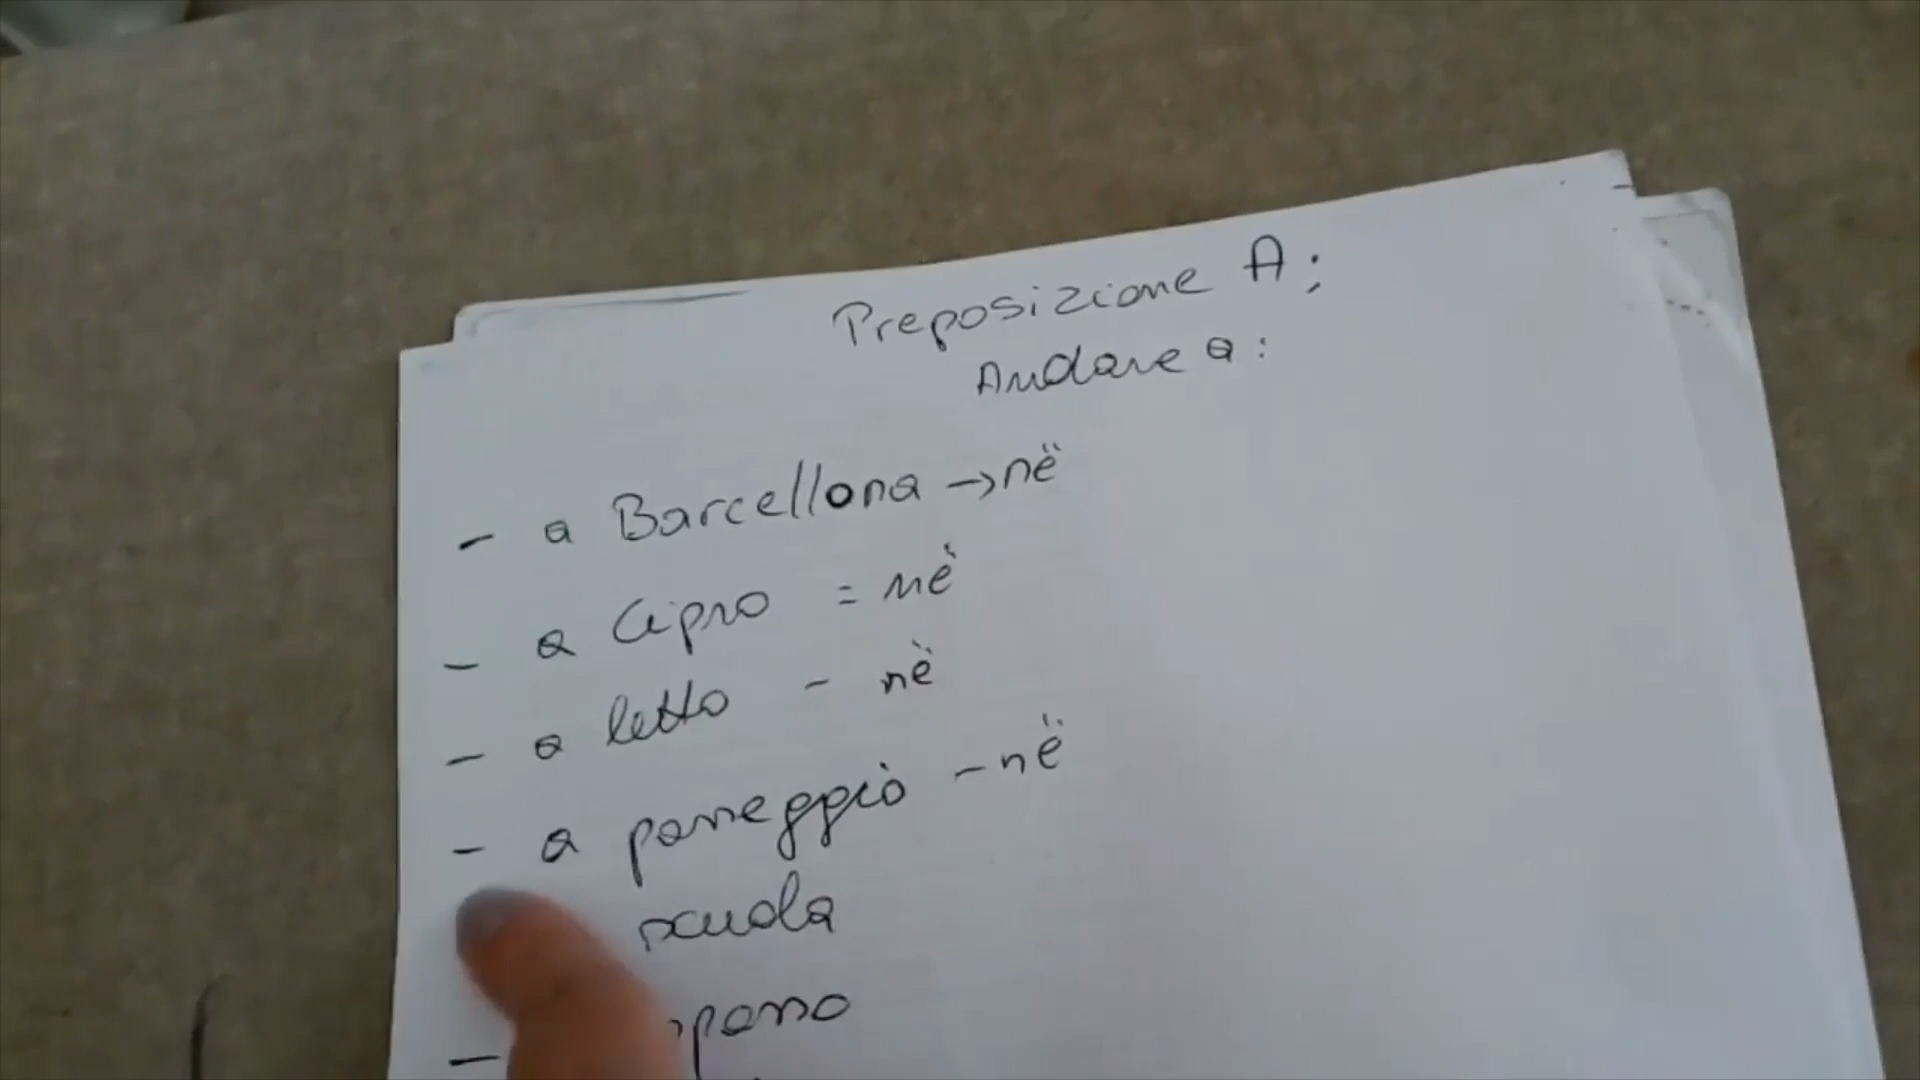 Preposizione A;
Andare a:
- a Barcellona → në
- a Cipro = në
- a letto - në
- a passeggio - në
scuola
-